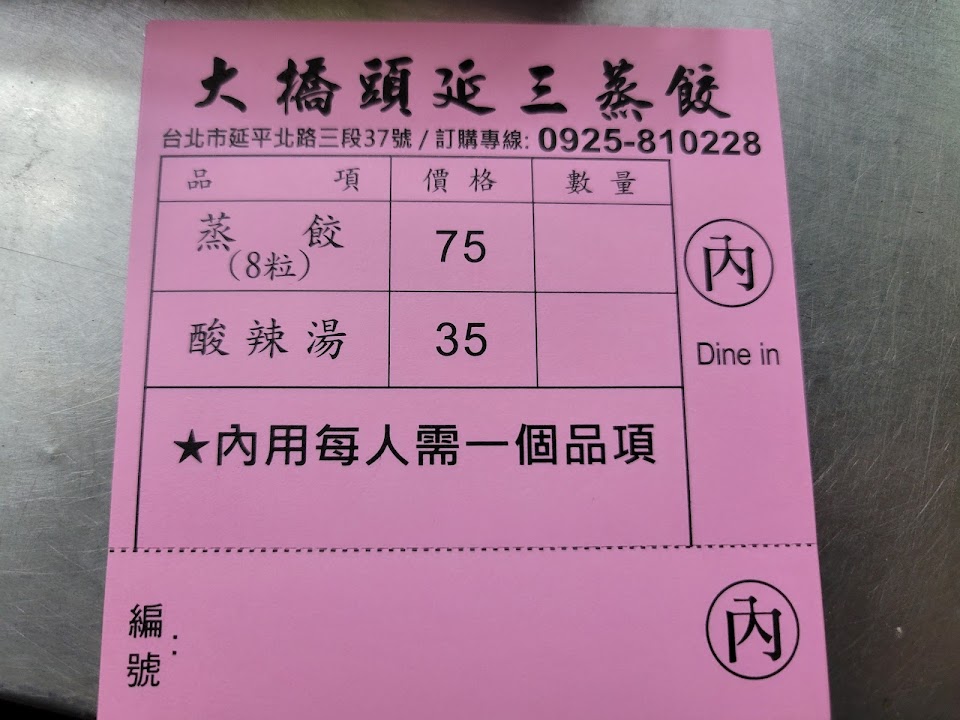 大橋頭延三蒸餃
台北市延平北路三段37號 / 訂購專線: 0925-810228
品項 價格 數量
蒸餃 75
(8粒)
內
酸辣湯 35
Dine in
★內用每人需一個品項
編號:
內